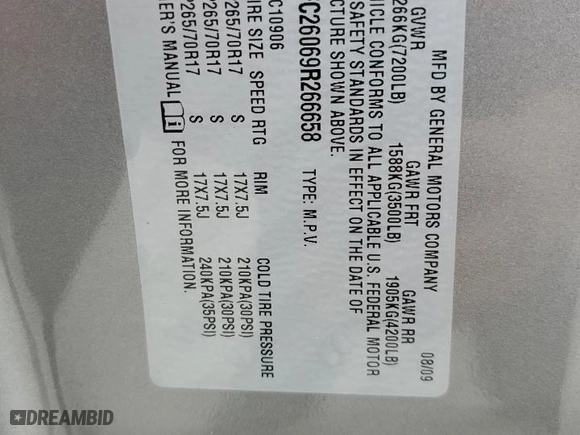 MFD BY GENERAL MOTORS COMPANY 08/09
GVWR GAWR FRT GAWR RR
266KG(7200LB) 1588KG(3500LB) 1905KG(4200LB)
ICLE CONFORMS TO ALL APPLICABLE U.S. FEDERAL MOTOR
SAFETY STANDARDS IN EFFECT ON THE DATE OF
CTURE SHOWN ABOVE.
C26069R266658 TYPE: M.P.V.
C10906
IRE SIZE SPEED RTG RIM COLD TIRE PRESSURE
265/70R17 S 17X7.5J 210KPA(30PSI)
P265/70R17 S 17X7.5J 210KPA(30PSI)
P265/70R17 S 17X7.5J 240KPA(35PSI)
ER'S MANUAL i FOR MORE INFORMATION.
DREAMBID